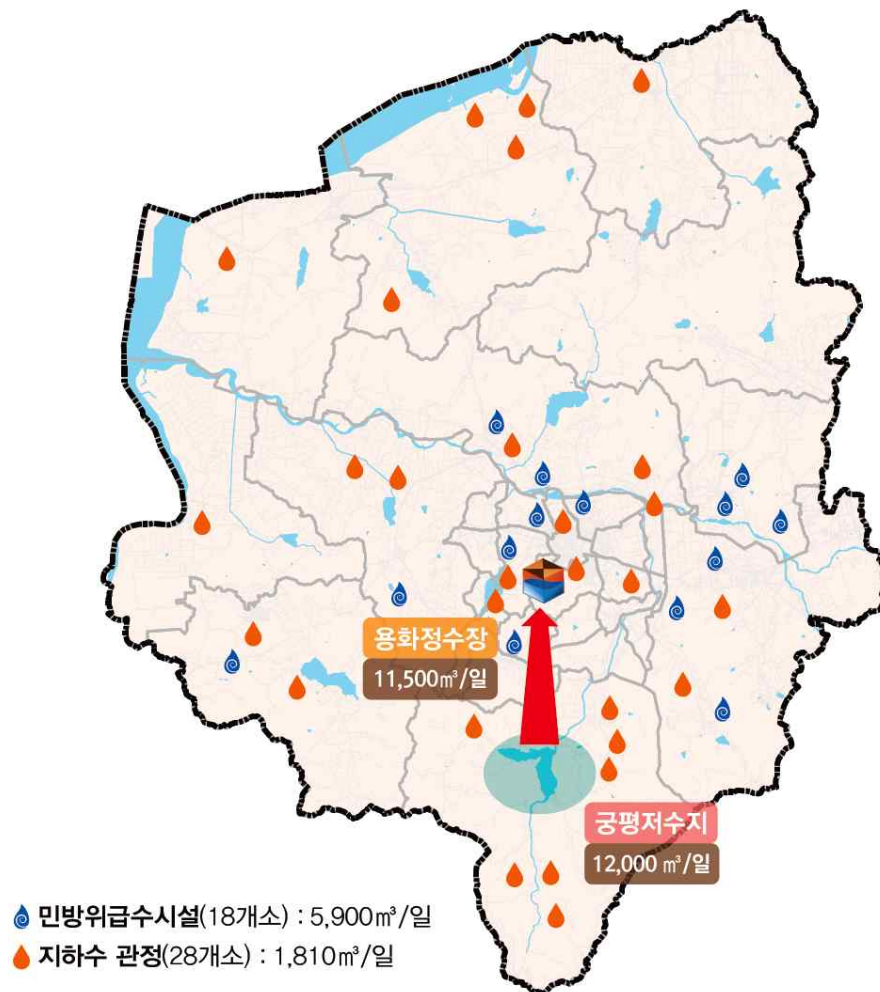 용화정수장
11,500㎥/일
궁평저수지
12,000 ㎥/일
민방위급수시설(18개소) : 5,900㎥/일
지하수 관정(28개소) : 1,810㎥/일